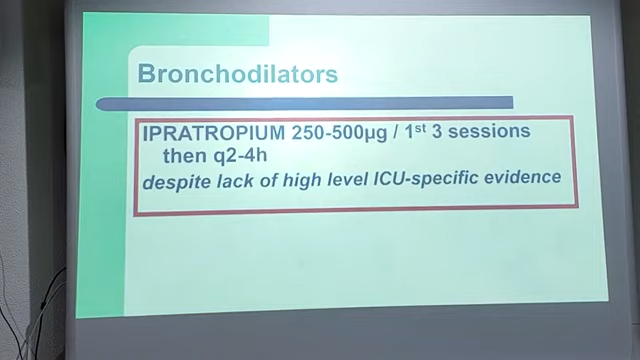 Bronchodilators
IPRATROPIUM 250-500µg / 1st 3 sessions
then q2-4h
despite lack of high level ICU-specific evidence